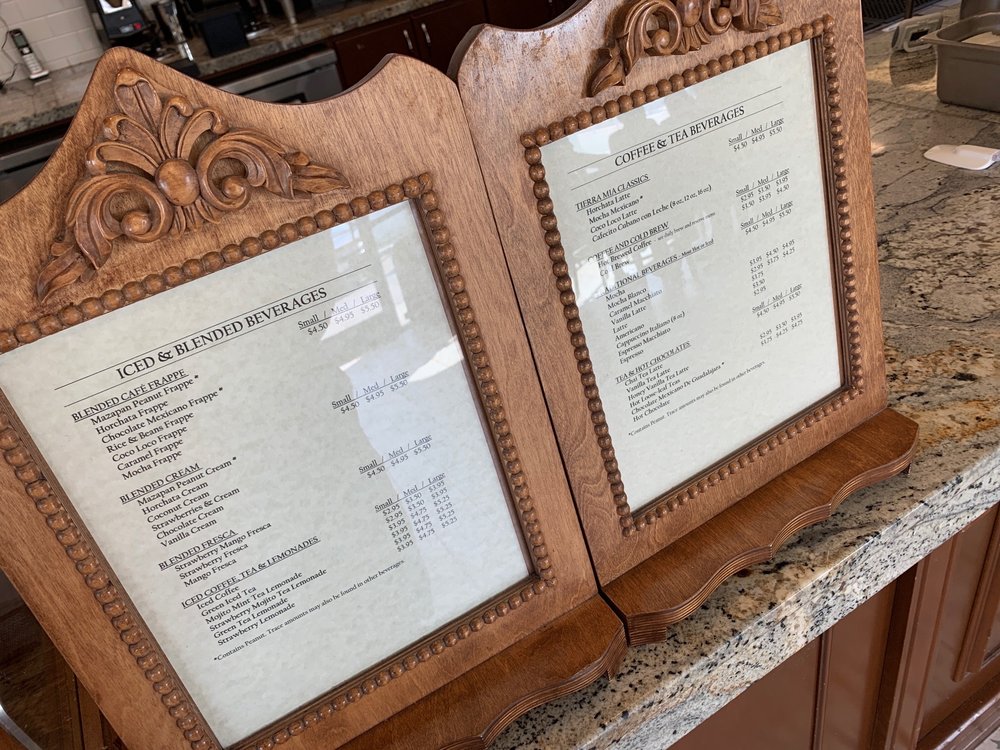 ICED & BLENDED BEVERAGES
Small / Med / Large
$4.50 $4.95 $5.50
BLENDED CAFÉ FRAPPE
Mazapan Peanut Frappe *
Horchata Frappe
Chocolate Mexicano Frappe *
Rice & Beans Frappe
Coco Loco Frappe
Caramel Frappe
Mocha Frappe
Small / Med / Large
$4.50 $4.95 $5.50
BLENDED CREAM
Mazapan Peanut Cream *
Horchata Cream
Coconut Cream
Strawberries & Cream
Chocolate Cream
Vanilla Cream
Small / Med / Large
$4.50 $4.95 $5.50
BLENDED FRESCA
Strawberry Mango Fresca
Strawberry Fresca
Mango Fresca
Small / Med / Large
ICED COFFEE, TEA & LEMONADES
Iced Coffee $2.95 $3.50 $3.95
Green Iced Tea $2.95 $3.50 $3.95
Mojito Mint Tea Lemonade $3.95 $4.75 $5.25
Strawberry Mojito Tea Lemonade $3.95 $4.75 $5.25
Green Tea Lemonade $3.95 $4.75 $5.25
Strawberry Lemonade $3.95 $4.75 $5.25
*Contains Peanut. Trace amounts may also be found in other beverages.
COFFEE & TEA BEVERAGES
Small / Med / Large
$4.50 $4.95 $5.50
TIERRA MIA CLASSICS
Horchata Latte
Mocha Mexicano *
Coco Loco Latte
Cafecito Cubano con Leche (8 oz, 12 oz, 16 oz)
Small / Med / Large
COFFEE AND COLD BREW
Hot Brewed Coffee - we fully brew and reserve some $2.95 $3.50 $3.95
Cold Brew $3.50 $3.95 $4.50
Small / Med / Large
$4.50 $4.95 $5.50
BEVERAGES - More Hot or Iced
Mocha
Mocha Blanco
Caramel Macchiato
Vanilla Latte
Latte $3.95 $4.50 $4.95
Americano $2.95 $3.75 $4.25
Cappuccino Italiano (8 oz) $3.75
Espresso Macchiato $3.50
Espresso $2.95
Small / Med / Large
$4.50 $4.95 $5.50
TEA & HOT CHOCOLATES
Chai Tea Latte
Vanilla Tea Latte
Honey Vanilla Tea Latte
Hot Loose-leaf Teas $2.95 $3.50 $3.95
Chocolate Mexicano De Guadalajara *
Hot Chocolate $3.75 $4.25 $4.75
*Contains Peanut. Trace amounts may also be found in other beverages.